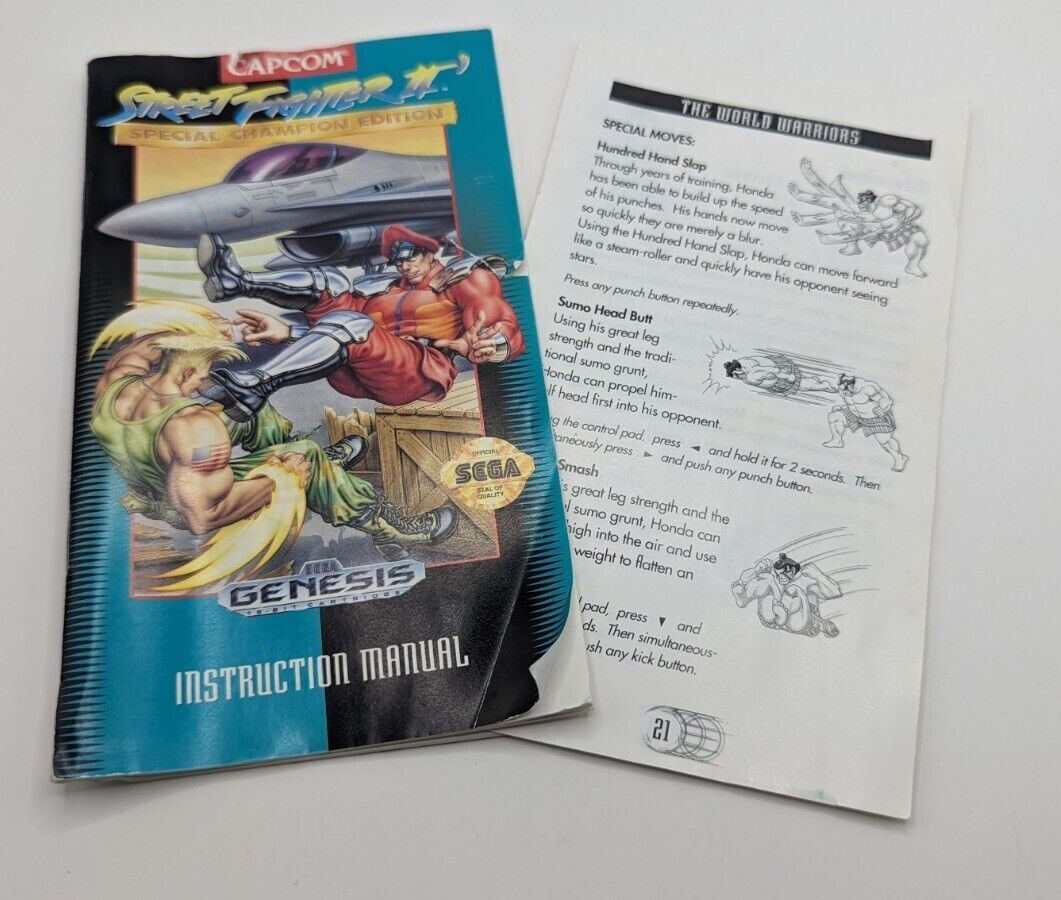 CAPCOM
STREET FIGHTER II'
SPECIAL CHAMPION EDITION
OFFICIAL
SEGA
SEAL OF
QUALITY
SEGA
GENESIS
16-BIT CARTRIDGE
INSTRUCTION MANUAL
THE WORLD WARRIORS
SPECIAL MOVES:
Hundred Hand Slap
Through years of training, Honda
has been able to build up the speed
of his punches. His hands now move
so quickly they are merely a blur.
Using the Hundred Hand Slap, Honda can move forward
like a steam-roller and quickly have his opponent seeing
stars.
Press any punch button repeatedly.
Sumo Head Butt
Using his great leg
strength and the tradi-
tional sumo grunt,
Honda can propel him-
lf head first into his opponent.
the control pad, press ◄ and hold it for 2 seconds. Then
taneously press ► and push any punch button.
Smash
great leg strength and the
sumo grunt, Honda can
high into the air and use
weight to flatten an
pad, press ▼ and
ds. Then simultaneous-
ush any kick button.
21